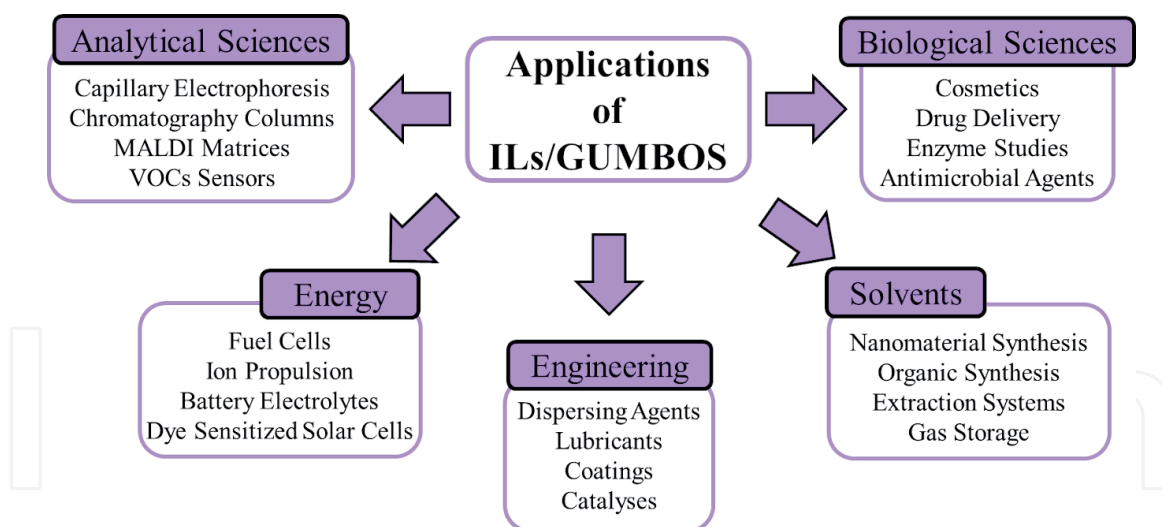 Applications
of
ILs/GUMBOS
Analytical Sciences
Capillary Electrophoresis
Chromatography Columns
MALDI Matrices
VOCs Sensors
Biological Sciences
Cosmetics
Drug Delivery
Enzyme Studies
Antimicrobial Agents
Energy
Fuel Cells
Ion Propulsion
Battery Electrolytes
Dye Sensitized Solar Cells
Engineering
Dispersing Agents
Lubricants
Coatings
Catalyses
Solvents
Nanomaterial Synthesis
Organic Synthesis
Extraction Systems
Gas Storage